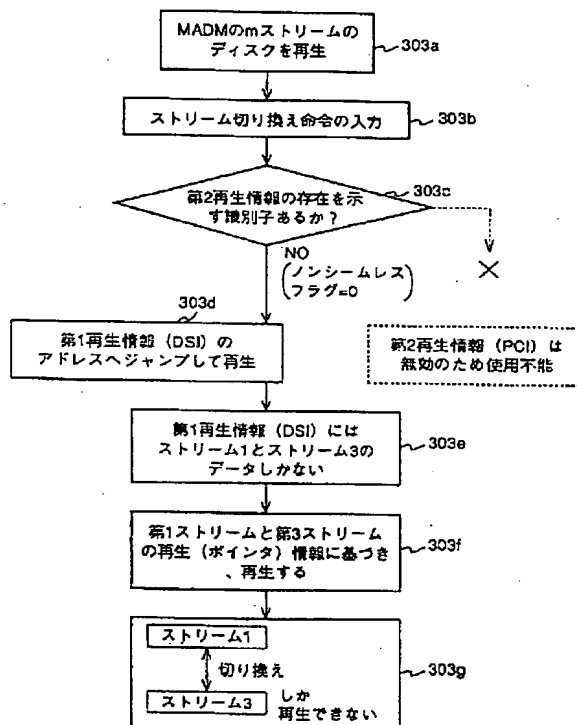 MADMのmストリームの
ディスクを再生
303a
ストリーム切り換え命令の入力
303b
303c
第2再生情報の存在を示
す識別子あるか？
NO
(ノンシームレス
フラグ=0)
303d
第1再生情報（DSI）の
アドレスへジャンプして再生
第2再生情報（PCI）は
無効のため使用不能
第1再生情報（DSI）には
ストリーム1とストリーム3の
データしかない
303e
第1ストリームと第3ストリーム
の再生（ポインタ）情報に基づき
、再生する
303f
ストリーム1
切り換え
303g
ストリーム3
しか
再生できない